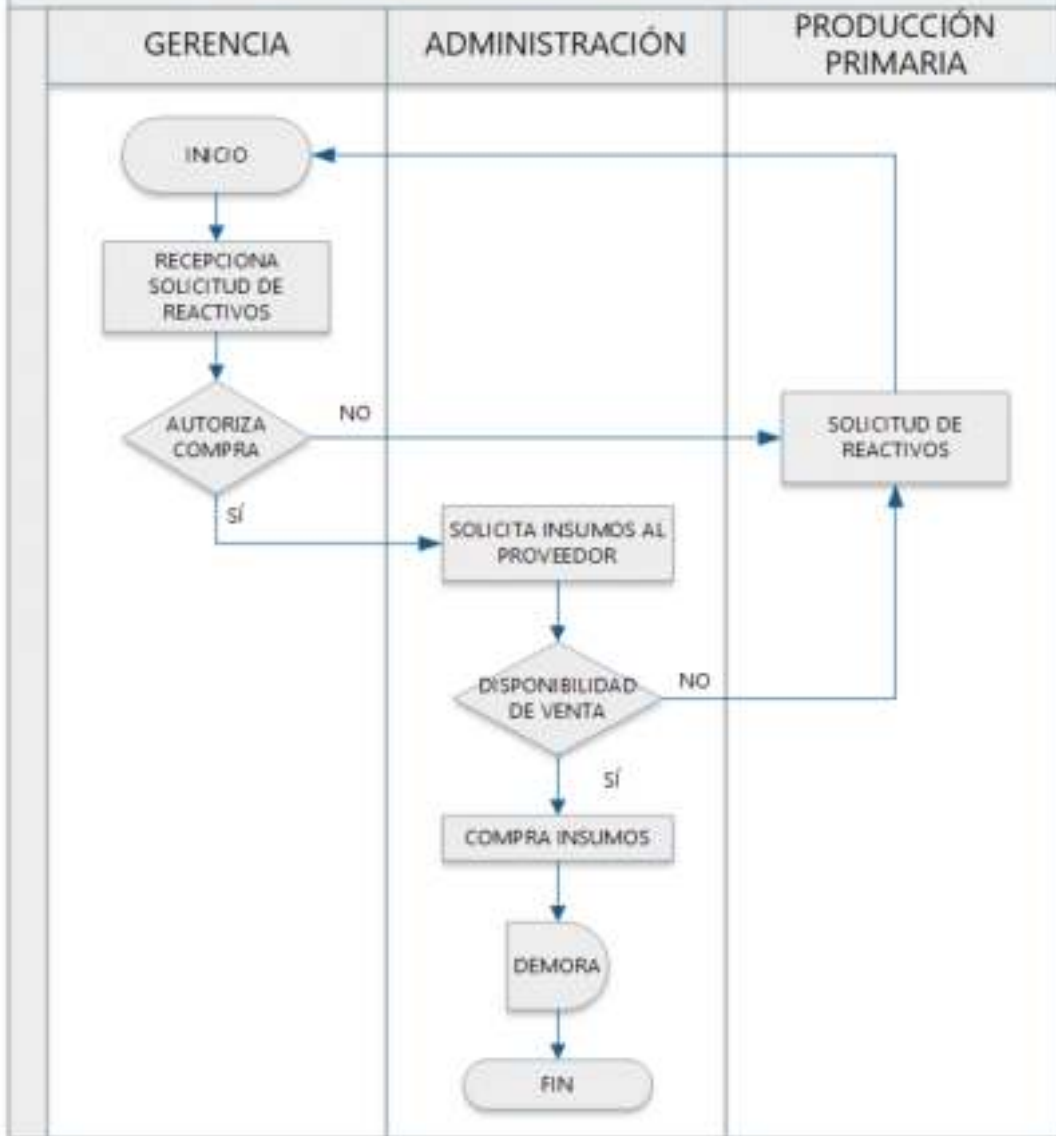 GERENCIA
ADMINISTRACIÓN
PRODUCCIÓN
PRIMARIA
INICIO
RECEPCIONA
SOLICITUD DE
REACTIVOS
AUTORIZA
COMPRA
NO
SÍ
SOLICITUD DE
REACTIVOS
SOLICITA INSUMOS AL
PROVEEDOR
DISPONIBILIDAD
DE VENTA
NO
SÍ
COMPRA INSUMOS
DEMORA
FIN